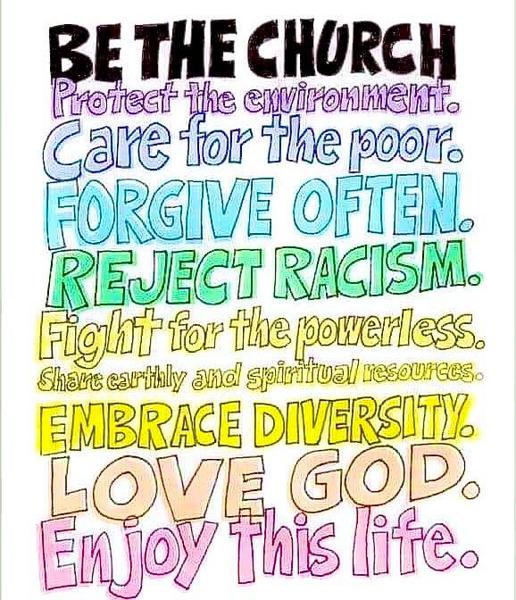 BE THE CHURCH
Protect the environment.
Care for the poor.
FORGIVE OFTEN.
REJECT RACISM.
Fight for the powerless.
Share earthly and spiritual resources.
EMBRACE DIVERSITY.
LOVE GOD.
Enjoy this life.